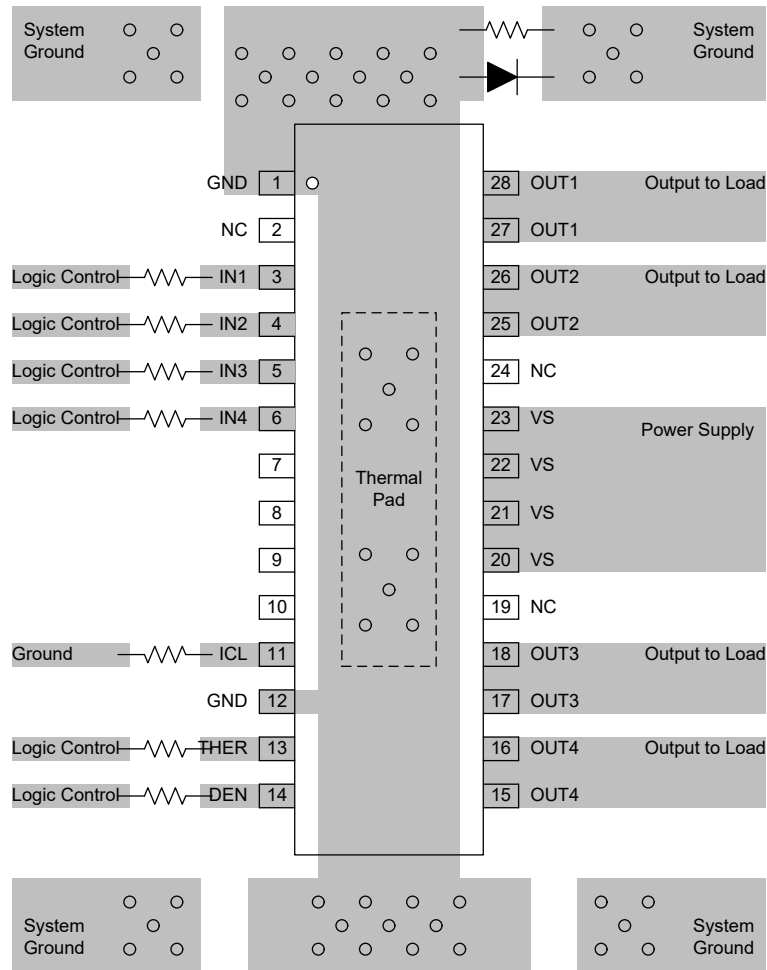 System
Ground
System
Ground
GND 1 28 OUT1 Output to Load
NC 2 27 OUT1
Logic Control IN1 3 26 OUT2 Output to Load
Logic Control IN2 4 25 OUT2
Logic Control IN3 5 24 NC
Logic Control IN4 6 23 VS
Power Supply
7 22 VS
Thermal
Pad
8 21 VS
9 20 VS
10 19 NC
Ground ICL 11 18 OUT3 Output to Load
GND 12 17 OUT3
Logic Control THER 13 16 OUT4 Output to Load
Logic Control DEN 14 15 OUT4
System
Ground
System
Ground